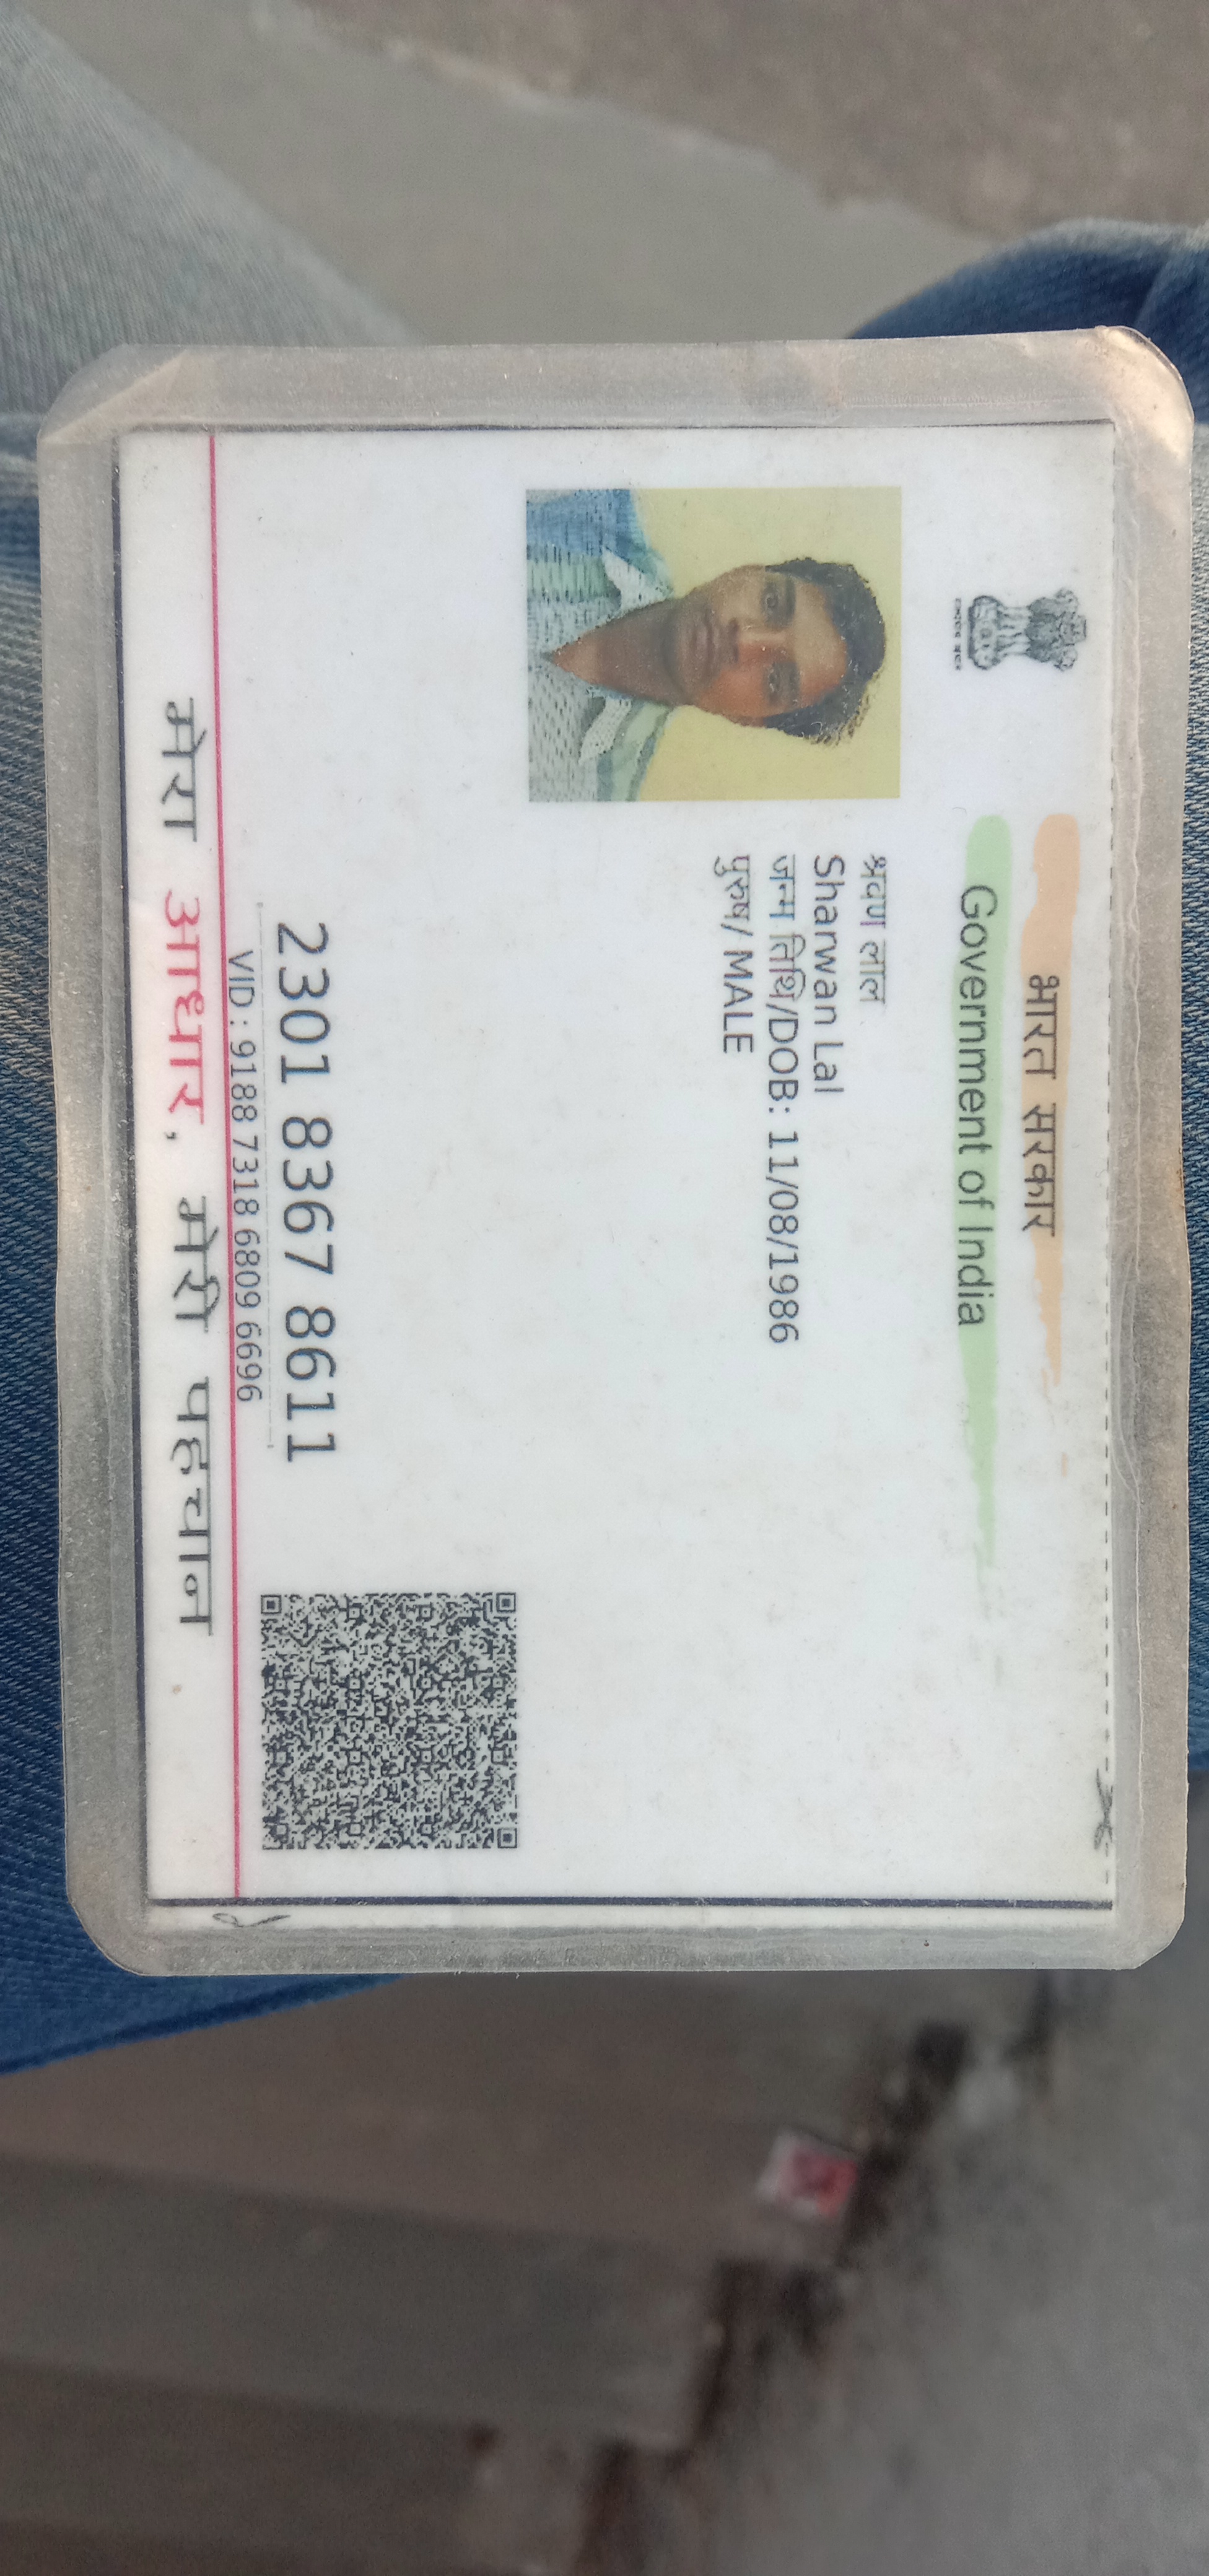 भारत सरकार
Government of India
श्रवण लाल
Sharwan Lal
जन्म तिथि/DOB: 11/08/1986
पुरुष/ MALE
2301 8367 8611
VID : 9188 7318 6809 6696
मेरा आधार, मेरी पहचान